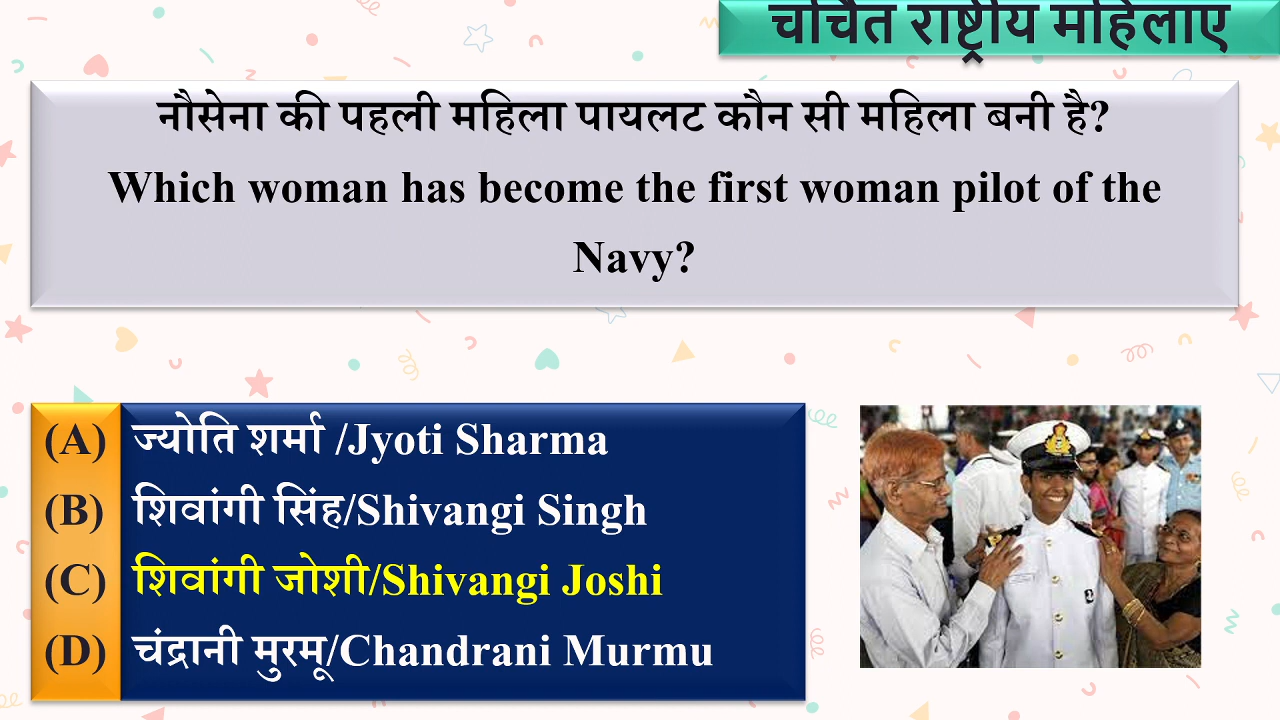 चर्चित राष्ट्रीय महिलाए
नौसेना की पहली महिला पायलट कौन सी महिला बनी है?
Which woman has become the first woman pilot of the
Navy?
(A) ज्योति शर्मा /Jyoti Sharma
(B) शिवांगी सिंह/Shivangi Singh
(C) शिवांगी जोशी/Shivangi Joshi
(D) चंद्रानी मुरमू/Chandrani Murmu